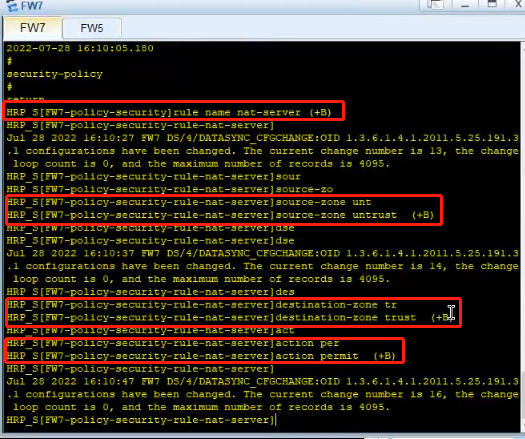 FW7
FW7 FW5
2022-07-28 16:10:05.180
#
security-policy
#
return
HRP_S[FW7-policy-security]rule name nat-server (+B)
HRP_S[FW7-policy-security-rule-nat-server]
Jul 28 2022 16:10:27 FW7 DS/4/DATASYNC_CFGCHANGE:OID 1.3.6.1.4.1.2011.5.25.191.3
.1 configurations have been changed. The current change number is 13, the change
loop count is 0, and the maximum number of records is 4095.
HRP_S[FW7-policy-security-rule-nat-server]sour
HRP_S[FW7-policy-security-rule-nat-server]source-zo
HRP_S[FW7-policy-security-rule-nat-server]source-zone unt
HRP_S[FW7-policy-security-rule-nat-server]source-zone untrust (+B)
HRP_S[FW7-policy-security-rule-nat-server]dse
HRP_S[FW7-policy-security-rule-nat-server]dse
Jul 28 2022 16:10:37 FW7 DS/4/DATASYNC_CFGCHANGE:OID 1.3.6.1.4.1.2011.5.25.191.3
.1 configurations have been changed. The current change number is 14, the change
loop count is 0, and the maximum number of records is 4095.
HRP_S[FW7-policy-security-rule-nat-server]des
HRP_S[FW7-policy-security-rule-nat-server]destination-zone tr
HRP_S[FW7-policy-security-rule-nat-server]destination-zone trust (+B)
HRP_S[FW7-policy-security-rule-nat-server]act
HRP_S[FW7-policy-security-rule-nat-server]action per
HRP_S[FW7-policy-security-rule-nat-server]action permit (+B)
HRP_S[FW7-policy-security-rule-nat-server]
Jul 28 2022 16:10:47 FW7 DS/4/DATASYNC_CFGCHANGE:OID 1.3.6.1.4.1.2011.5.25.191.3
.1 configurations have been changed. The current change number is 16, the change
loop count is 0, and the maximum number of records is 4095.
HRP_S[FW7-policy-security-rule-nat-server]